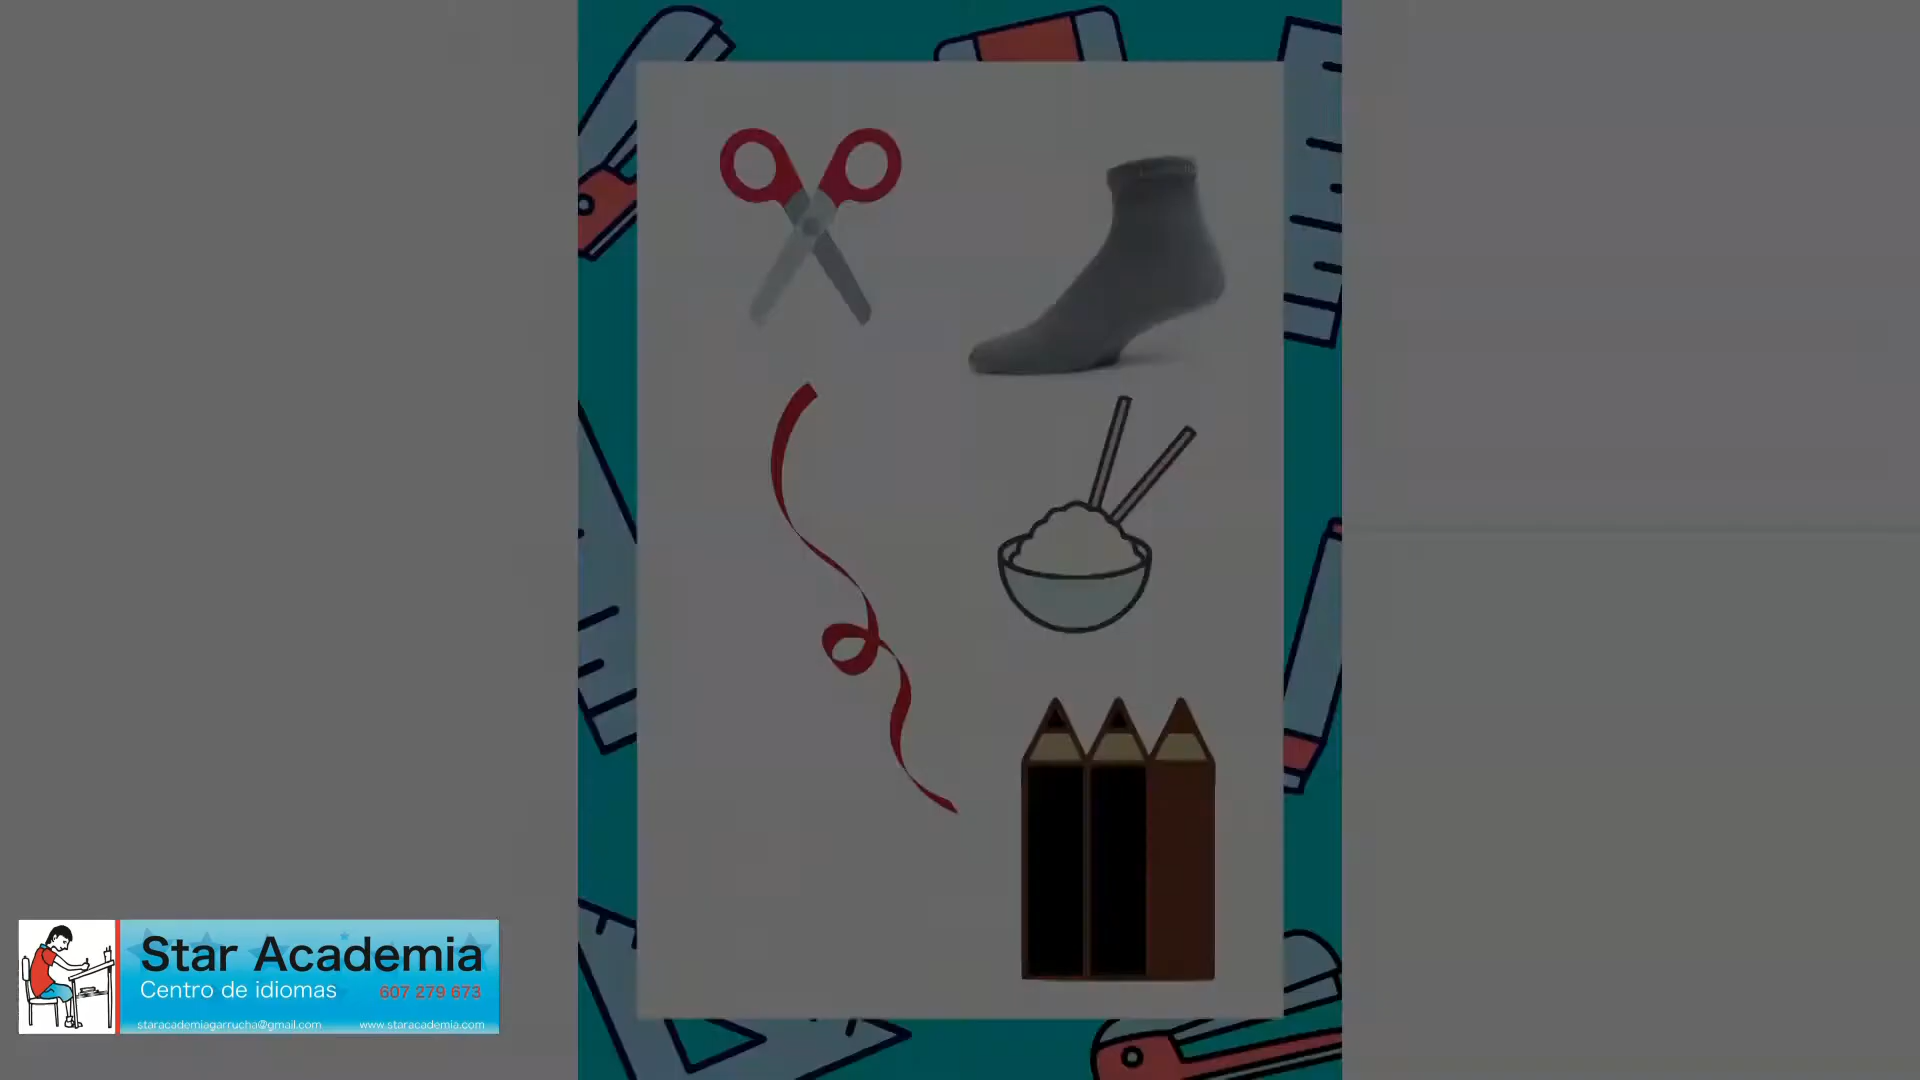 Star Academia
Centro de idiomas 607 279 673
staracademiagarrucha@gmail.com www.staracademia.com